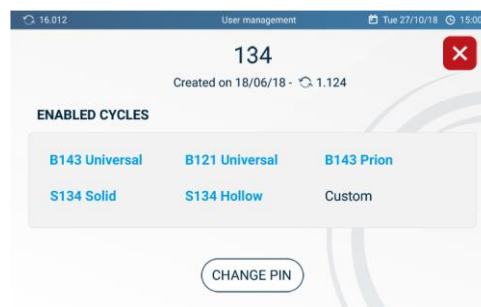 16.012 User management Tue 27/10/18 15:00
134
Created on 18/06/18 - 1.124
ENABLED CYCLES
B143 Universal B121 Universal B143 Prion
S134 Solid S134 Hollow Custom
CHANGE PIN